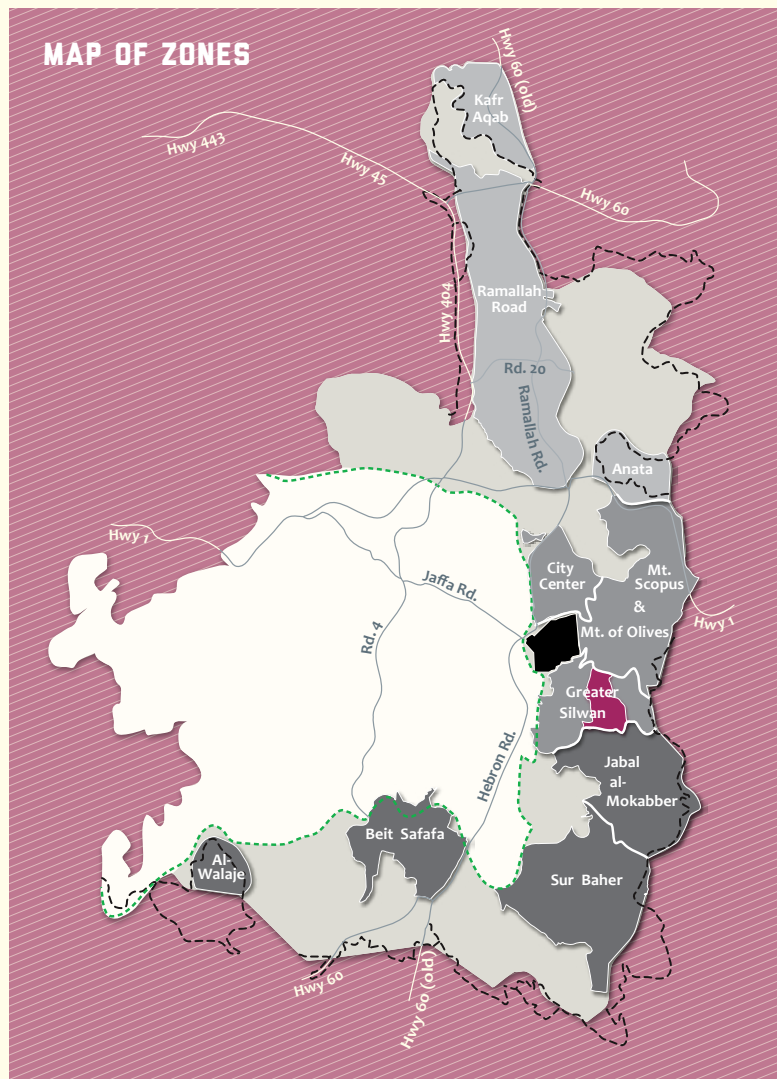 MAP OF ZONES
Hwy 60 (old)
Kafr
Aqab
Hwy 443
Hwy 45
Hwy 60
Ramallah
Road
Hwy 404
Rd. 20
Ramallah Rd.
Anata
Hwy 1
City
Center
Mt.
Scopus
&
Mt. of Olives
Jaffa Rd.
Hwy 1
Rd. 4
Greater
Silwan
Hebron Rd.
Jabal
al-
Mokabber
Beit Safafa
Al-
Walaje
Sur Baher
Hwy 60
Hwy 60 (old)